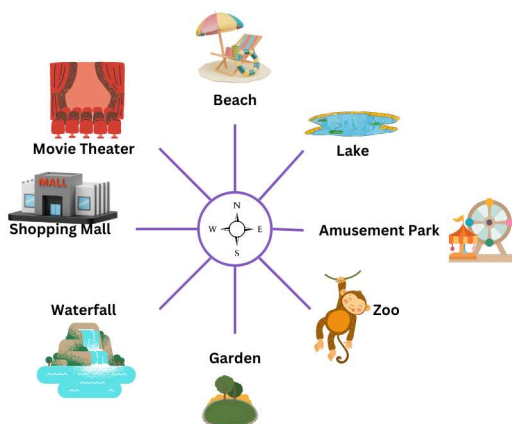 Beach
Movie Theater
Lake
MALL
Shopping Mall
N
W E
S
Amusement Park
Waterfall
Zoo
Garden